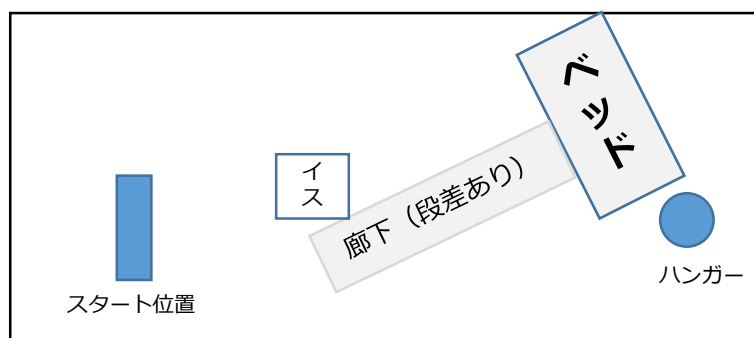 ベッド
イス
廊下（段差あり）
スタート位置
ハンガー